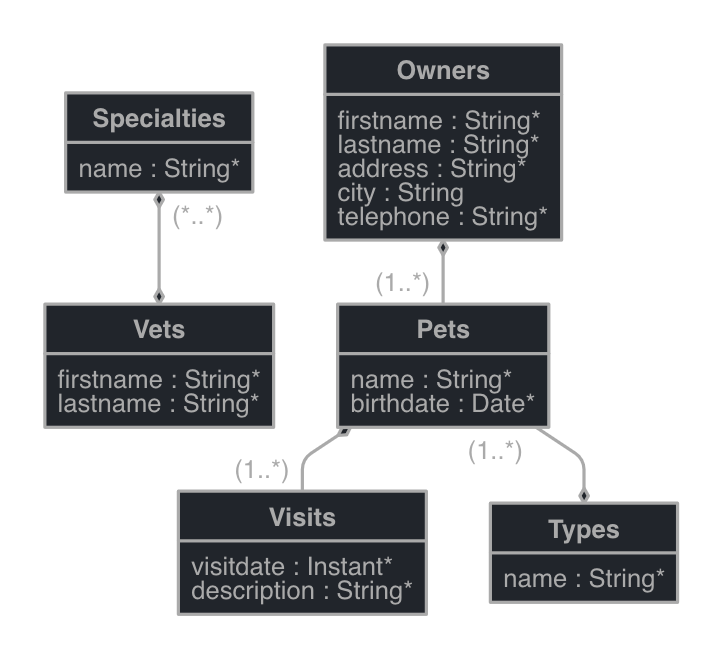 Owners
firstname : String*
lastname : String*
address : String*
city : String
telephone : String*
Specialties
name : String*
(*..*)
(1..*)
Vets
firstname : String*
lastname : String*
Pets
name : String*
birthdate : Date*
(1..*)
(1..*)
Visits
visitdate : Instant*
description : String*
Types
name : String*